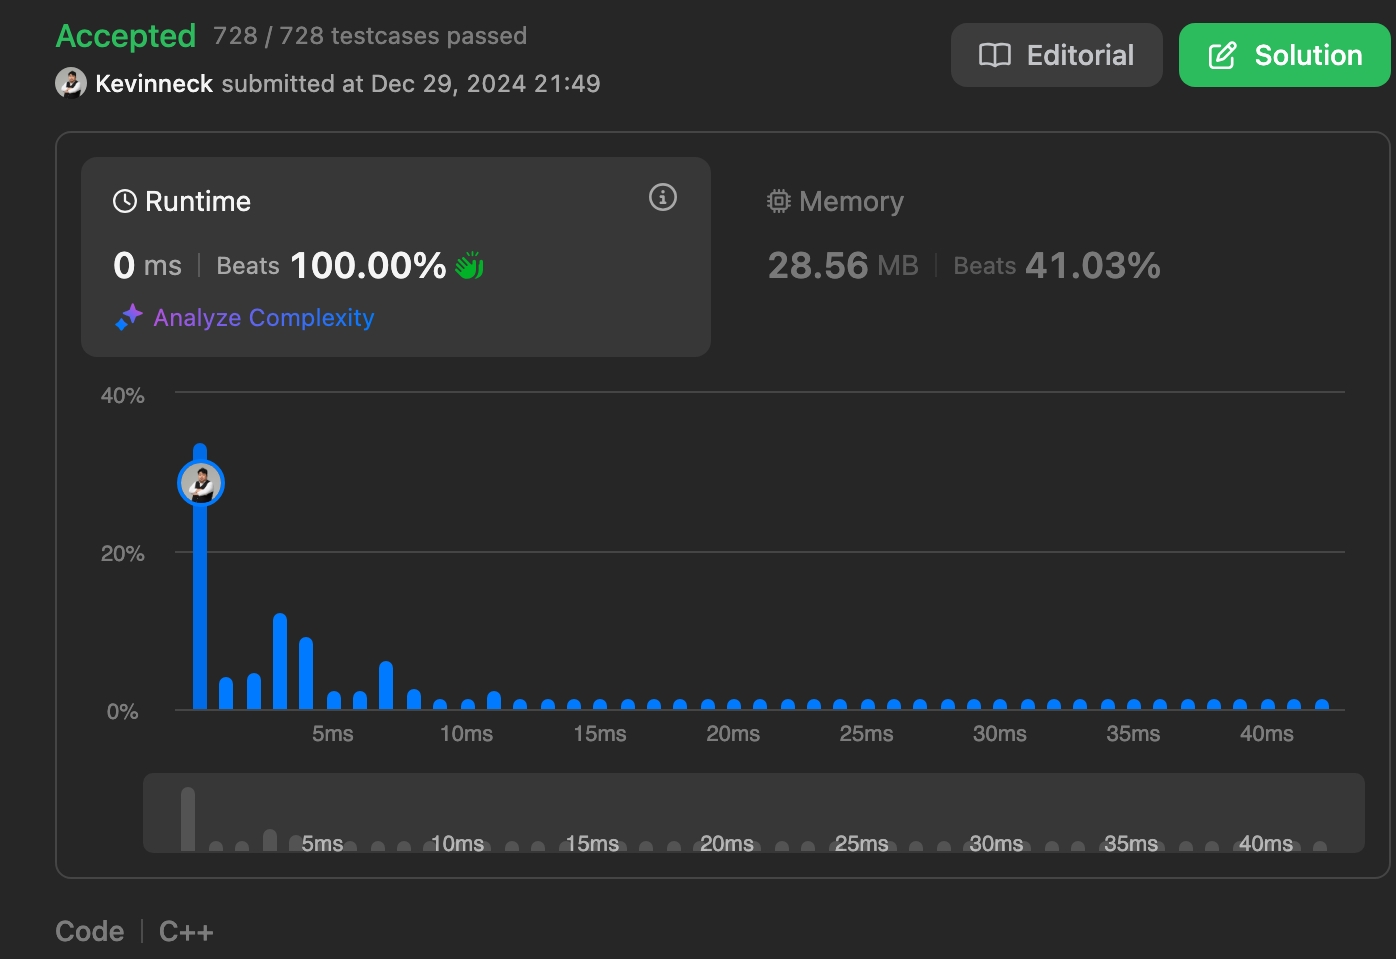 Accepted 728 / 728 testcases passed
Editorial
Solution
Kevinneck submitted at Dec 29, 2024 21:49
Runtime
0 ms | Beats 100.00%
Analyze Complexity
Memory
28.56 MB | Beats 41.03%
40%
20%
0%
5ms 10ms 15ms 20ms 25ms 30ms 35ms 40ms
5ms 10ms 15ms 20ms 25ms 30ms 35ms 40ms
Code | C++